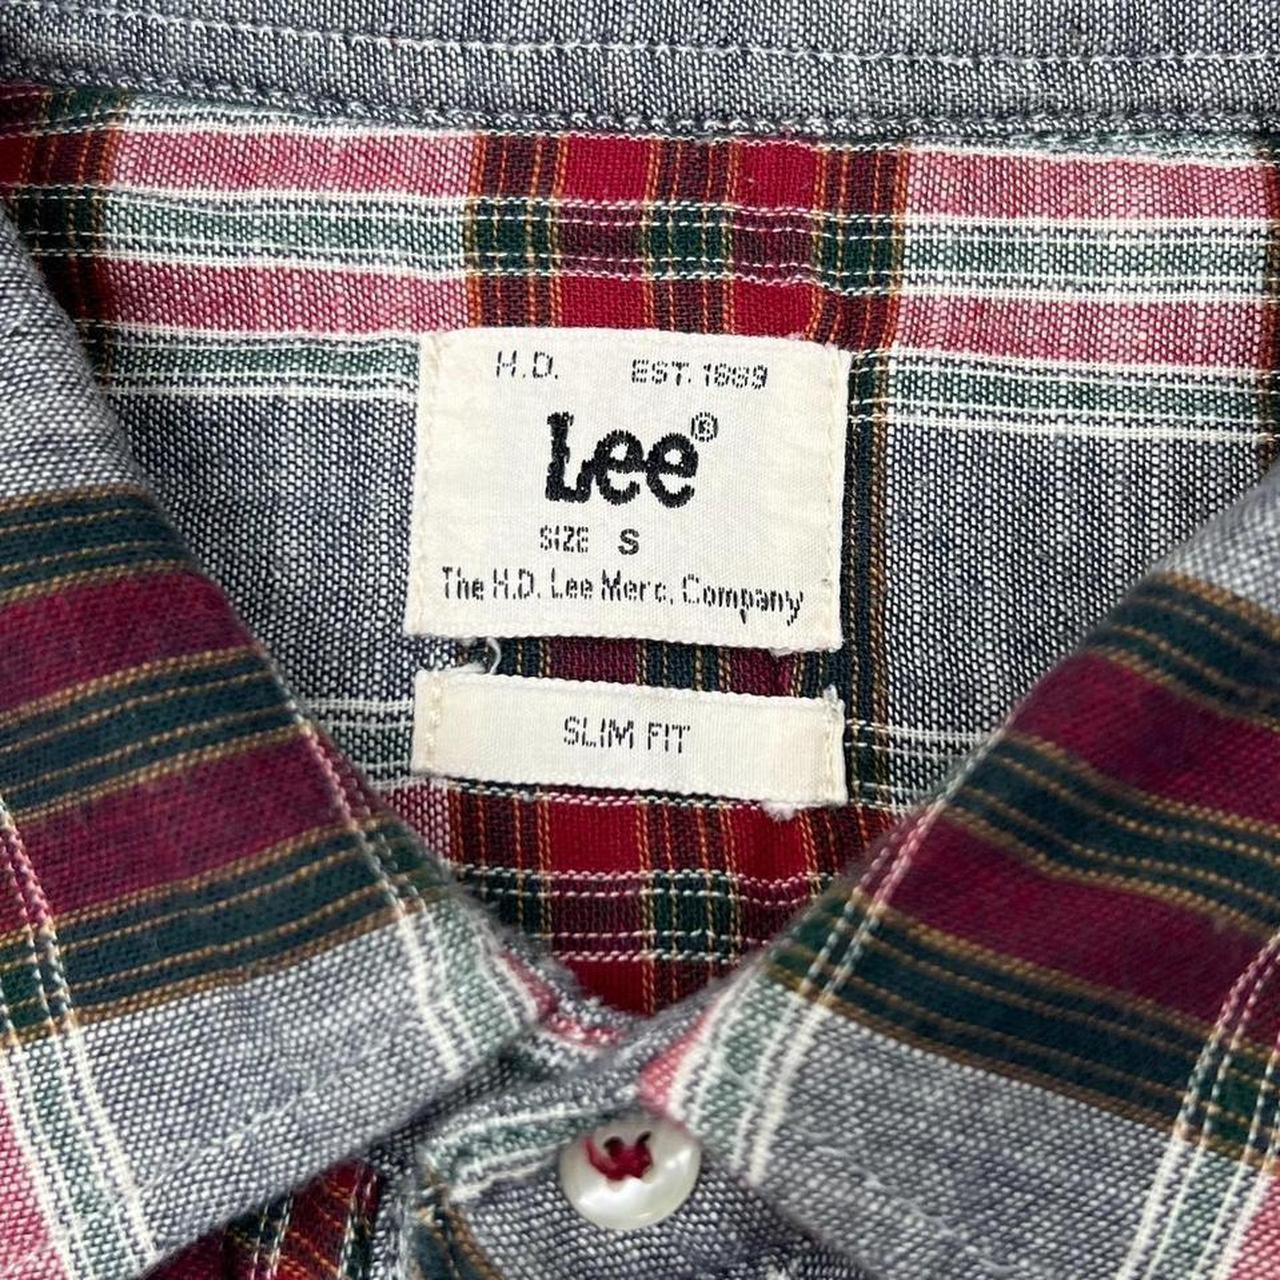 H.D. EST. 1889
Lee®
SIZE S
The H.D. Lee Merc. Company
SLIM FIT